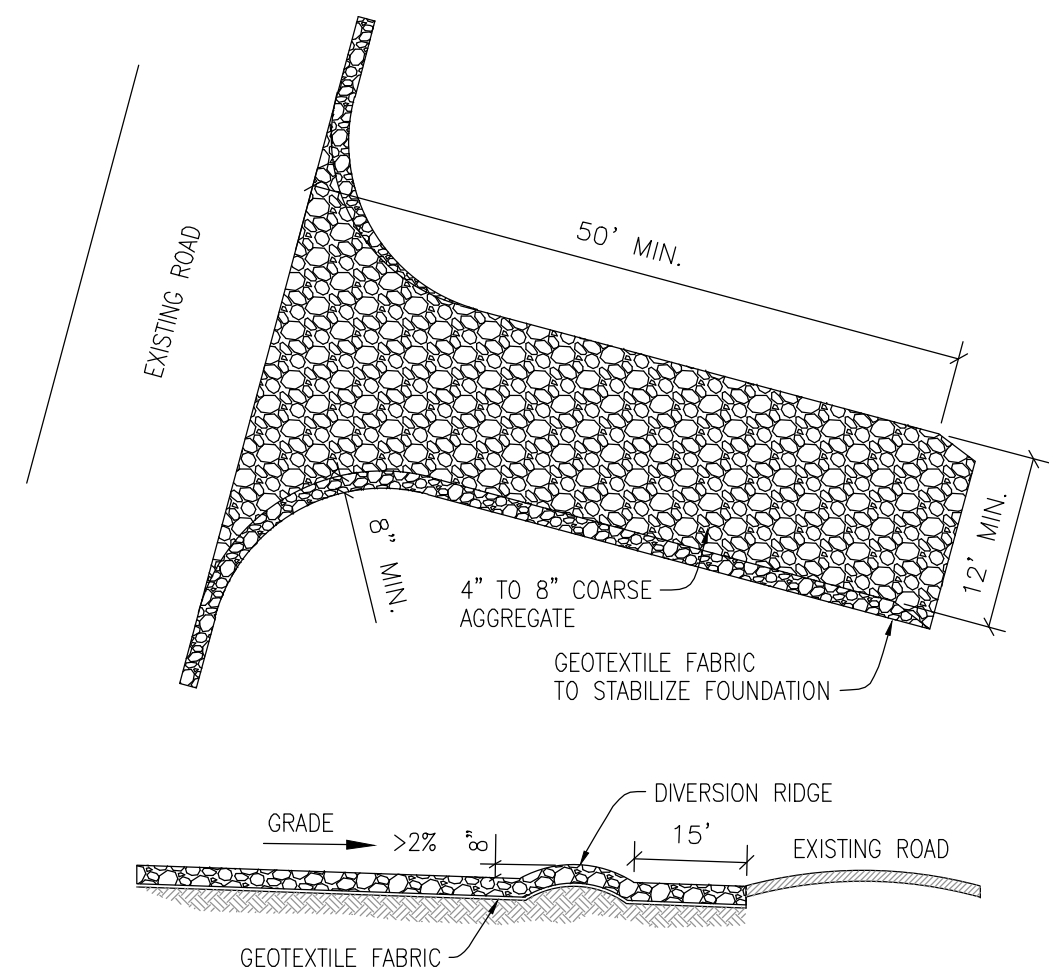 50' MIN.
EXISTING ROAD
8" MIN.
12' MIN.
4" TO 8" COARSE
AGGREGATE
GEOTEXTILE FABRIC
TO STABILIZE FOUNDATION
DIVERSION RIDGE
GRADE
>2%
8"
15'
EXISTING ROAD
GEOTEXTILE FABRIC